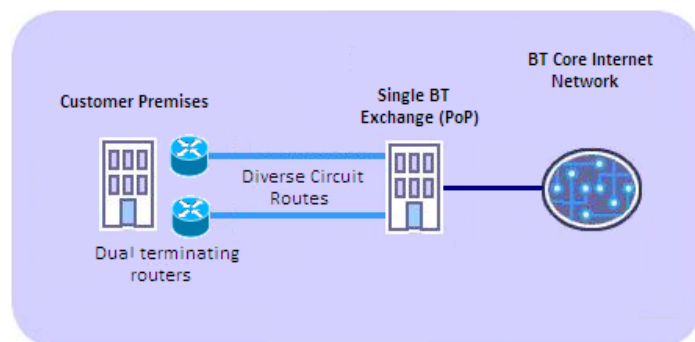 BT Core Internet
Network
Customer Premises
Single BT
Exchange (PoP)
Diverse Circuit
Routes
Dual terminating
routers